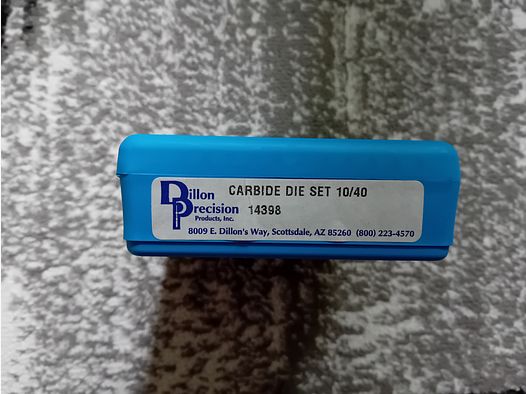 Dillon
Precision
Products, Inc.
CARBIDE DIE SET 10/40
14398
8009 E. Dillon's Way, Scottsdale, AZ 85260 (800) 223-4570